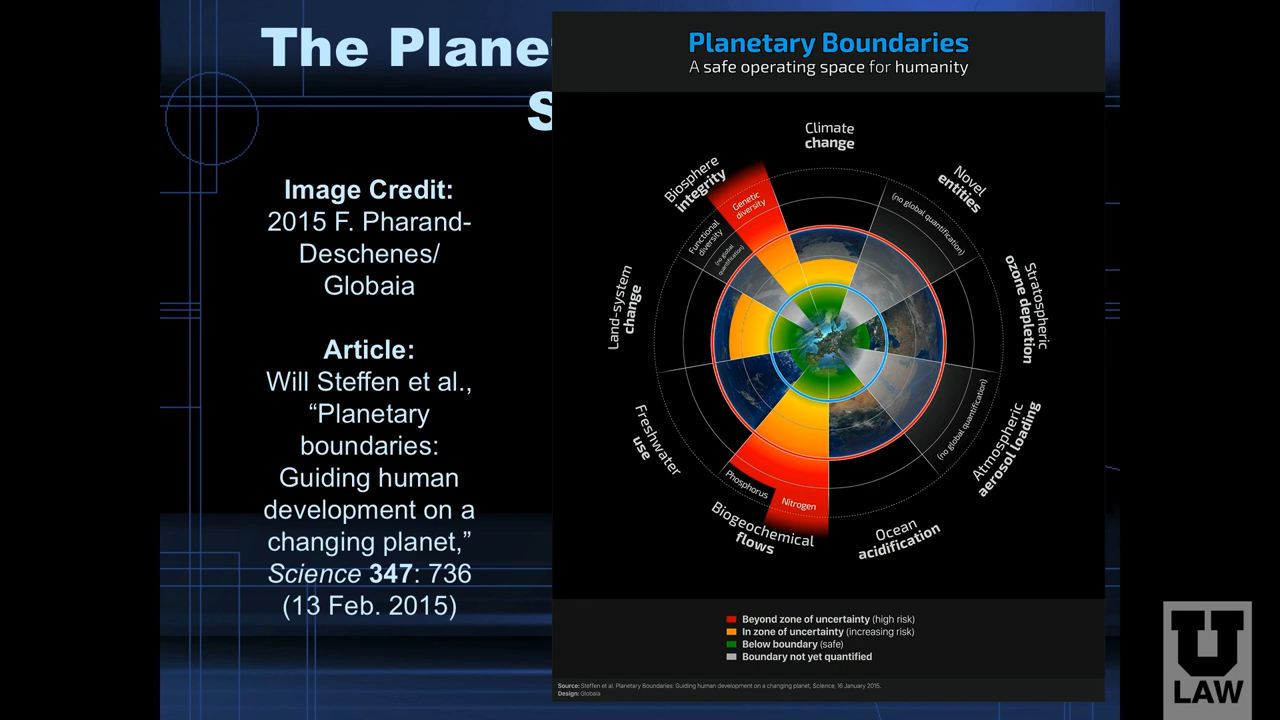 The Plane
S
Image Credit:
2015 F. Pharand-
Deschenes/
Globaia
Article:
Will Steffen et al.,
“Planetary
boundaries:
Guiding human
development on a
changing planet,”
Science 347: 736
(13 Feb. 2015)
Planetary Boundaries
A safe operating space for humanity
Climate
change
Novel
entities
(no global quantification)
Stratospheric
ozone depletion
Atmospheric
aerosol loading
(no global quantification)
Ocean
acidification
Biogeochemical
flows
Phosphorus
Nitrogen
Freshwater
use
Land-system
change
Biosphere
integrity
Functional
diversity
(no global
quantification)
Genetic
diversity
Beyond zone of uncertainty (high risk)
In zone of uncertainty (increasing risk)
Below boundary (safe)
Boundary not yet quantified
Source: Steffen et al. Planetary Boundaries: Guiding human development on a changing planet, Science, 16 January 2015.
Design: Globaia
U
LAW